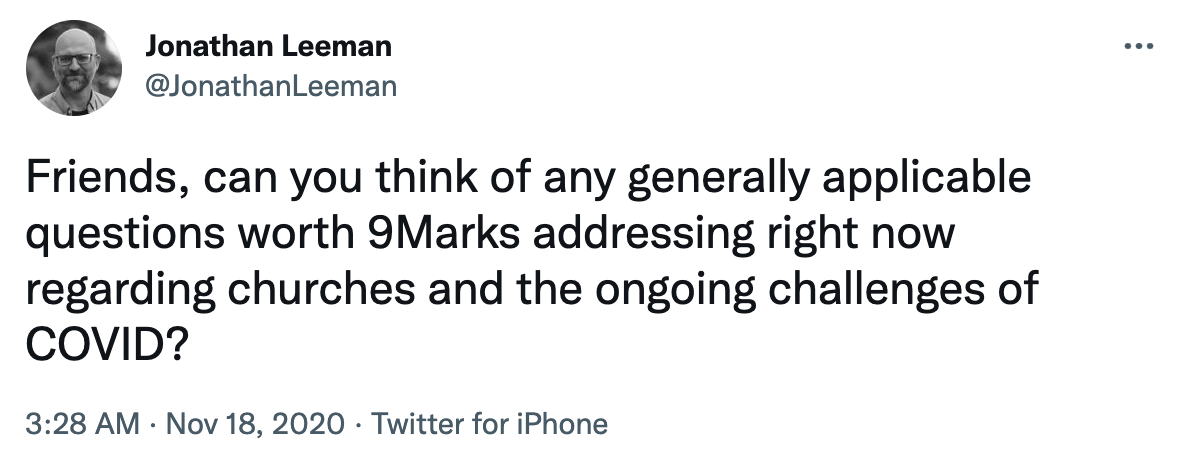 Jonathan Leeman
@JonathanLeeman
Friends, can you think of any generally applicable
questions worth 9Marks addressing right now
regarding churches and the ongoing challenges of
COVID?
3:28 AM · Nov 18, 2020 · Twitter for iPhone